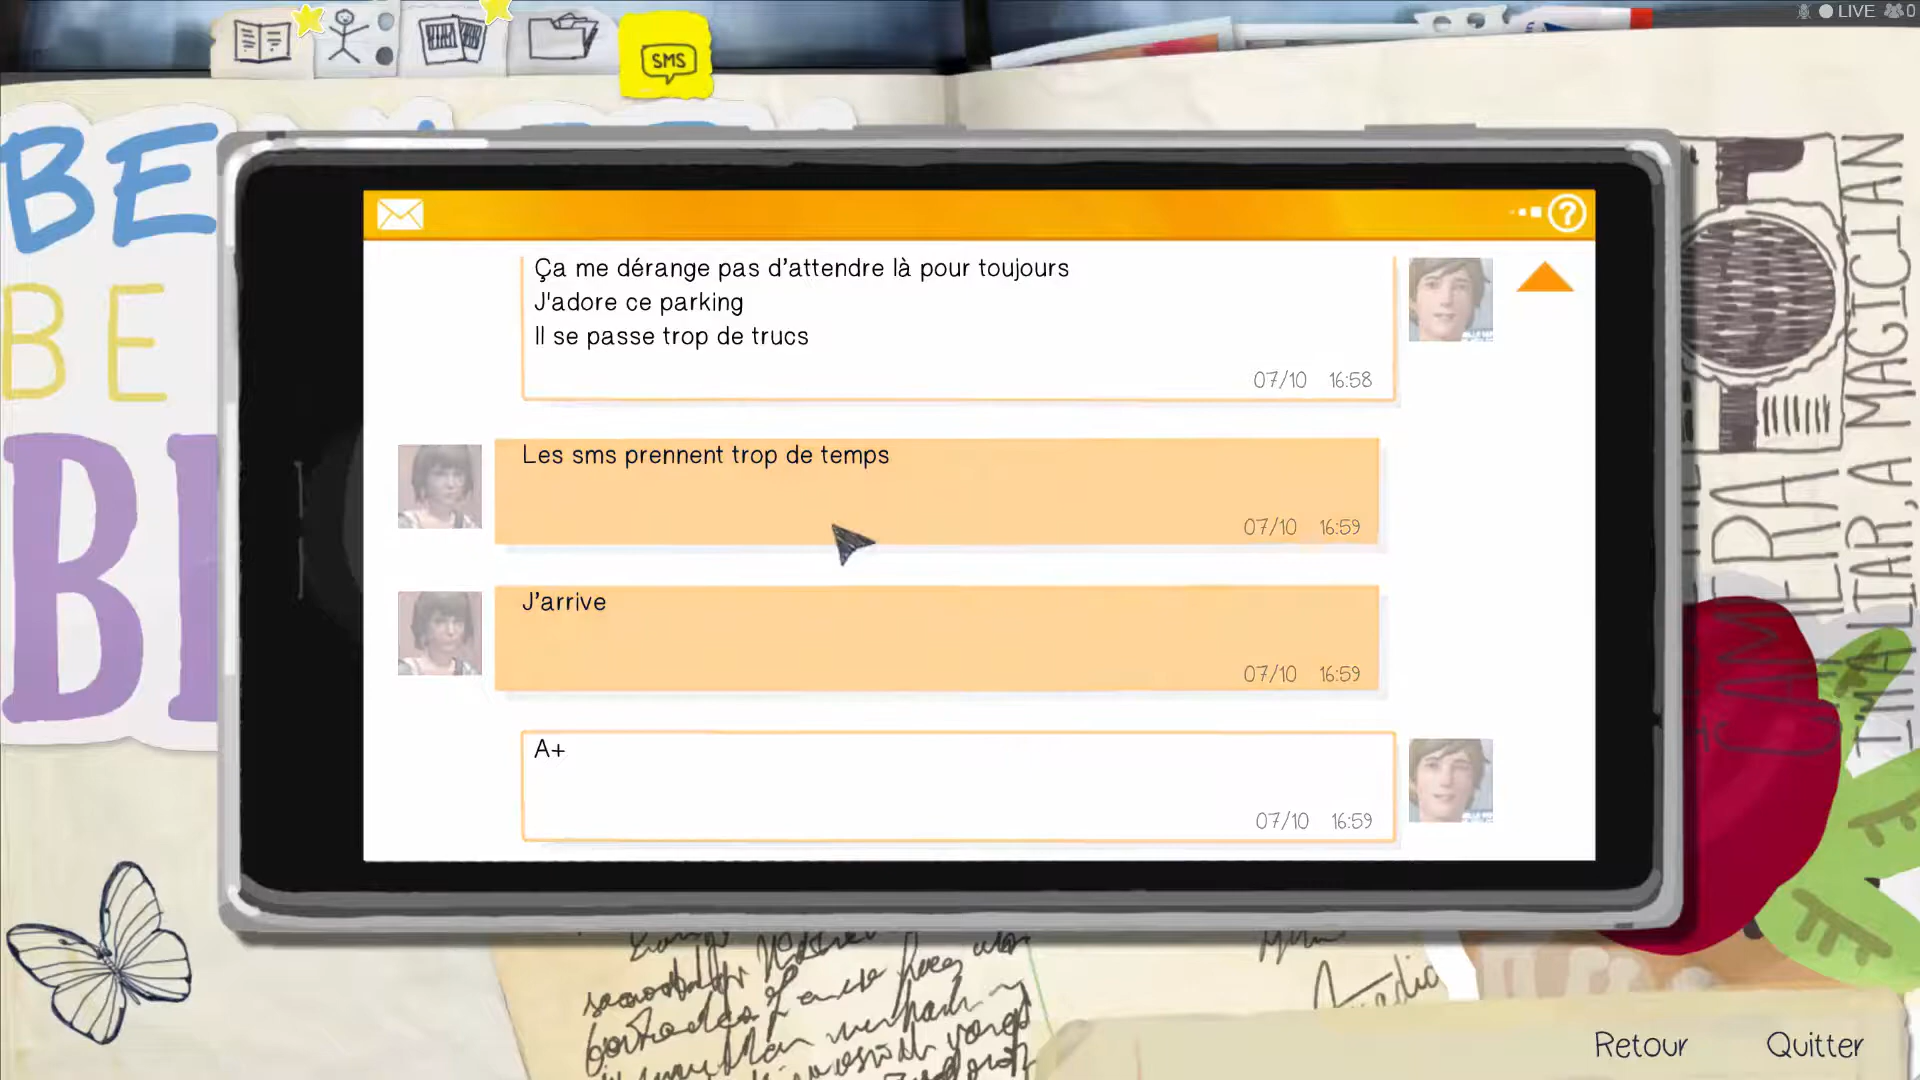 LIVE 0
SMS
BE
BE
Ça me dérange pas d'attendre là pour toujours
J'adore ce parking
Il se passe trop de trucs
07/10 16:58
Les sms prennent trop de temps
07/10 16:59
J'arrive
07/10 16:59
A+
07/10 16:59
CAMERA
I'M A LIAR, A MAGICIAN
Retour Quitter